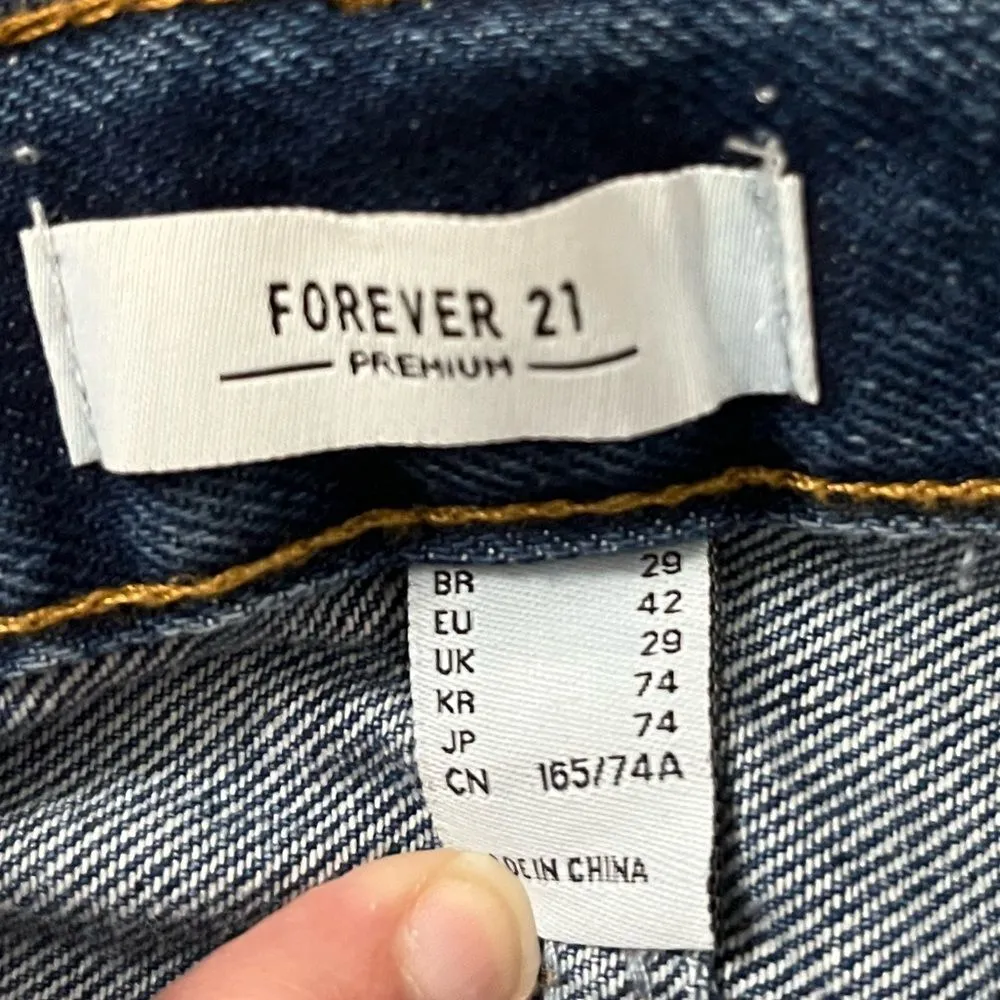 FOREVER 21
PREMIUM
BR 29
EU 42
UK 29
KR 74
JP 74
CN 165/74A
IN CHINA